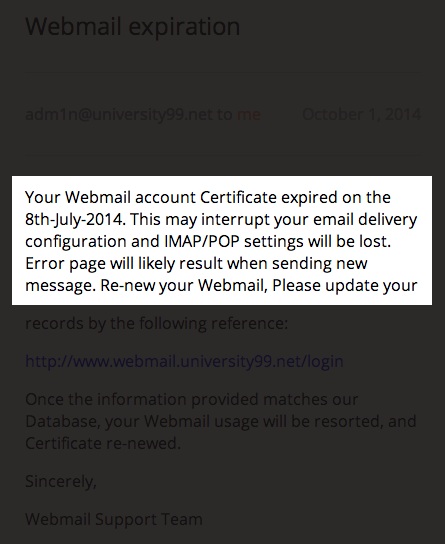 Webmail expiration
adm1n@university99.net to me October 1, 2014
Your Webmail account Certificate expired on the
8th-July-2014. This may interrupt your email delivery
configuration and IMAP/POP settings will be lost.
Error page will likely result when sending new
message. Re-new your Webmail, Please update your
records by the following reference:
http://www.webmail.university99.net/login
Once the information provided matches our
Database, your Webmail usage will be resorted, and
Certificate re-newed.
Sincerely,
Webmail Support Team